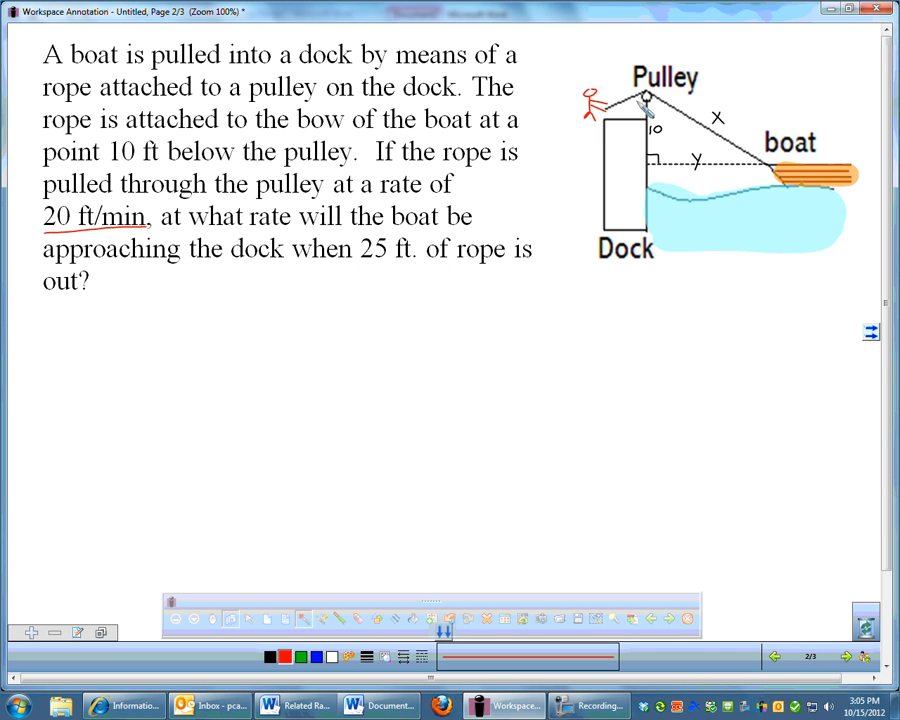 Workspace Annotation - Untitled, Page 2/3 (Zoom 100%) *
A boat is pulled into a dock by means of a
rope attached to a pulley on the dock. The
rope is attached to the bow of the boat at a
point 10 ft below the pulley. If the rope is
pulled through the pulley at a rate of
20 ft/min, at what rate will the boat be
approaching the dock when 25 ft. of rope is
out?
Pulley
x
10
boat
y
Dock
2/3
Informatio...
Inbox - pca...
Related Ra...
Document...
Workspac...
Recording...
3:05 PM
10/15/2012